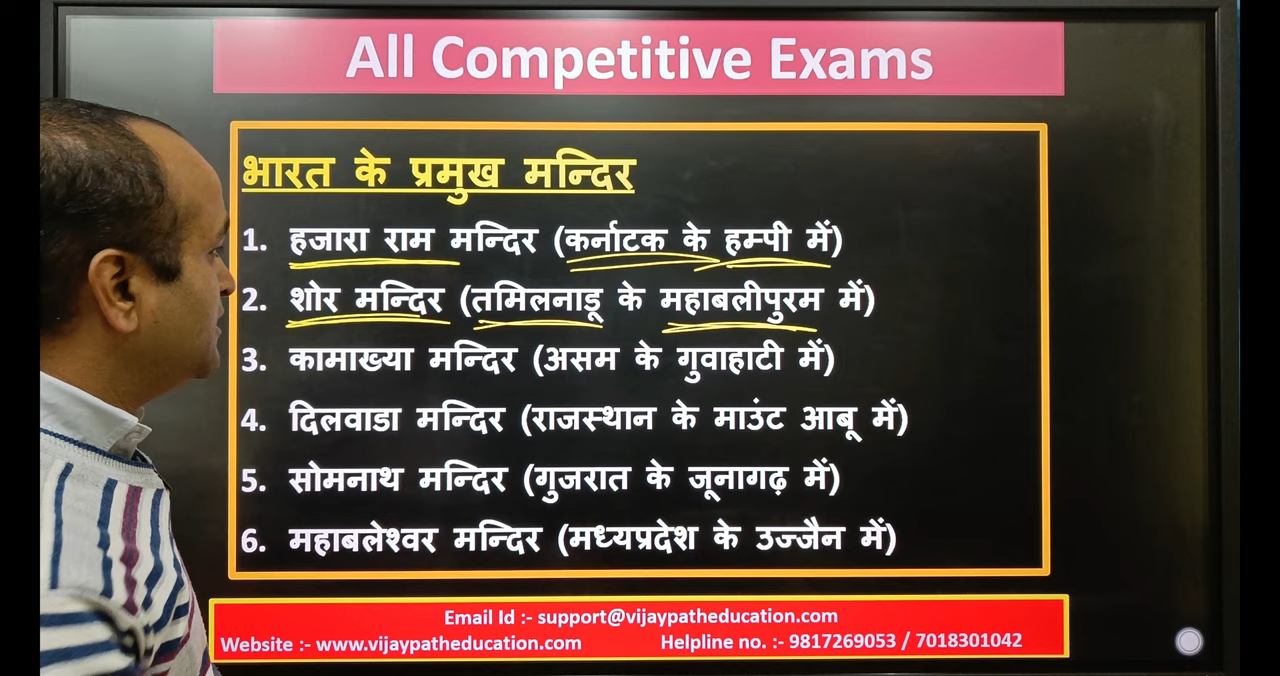 All Competitive Exams
भारत के प्रमुख मन्दिर
1. हजारा राम मन्दिर (कर्नाटक के हम्पी में)
2. शोर मन्दिर (तमिलनाडू के महाबलीपुरम में)
3. कामाख्या मन्दिर (असम के गुवाहाटी में)
4. दिलवाडा मन्दिर (राजस्थान के माउंट आबू में)
5. सोमनाथ मन्दिर (गुजरात के जूनागढ़ में)
6. महाबलेश्वर मन्दिर (मध्यप्रदेश के उज्जैन में)
Email Id :- support@vijaypatheducation.com
Website :- www.vijaypatheducation.com Helpline no. :- 9817269053 / 7018301042